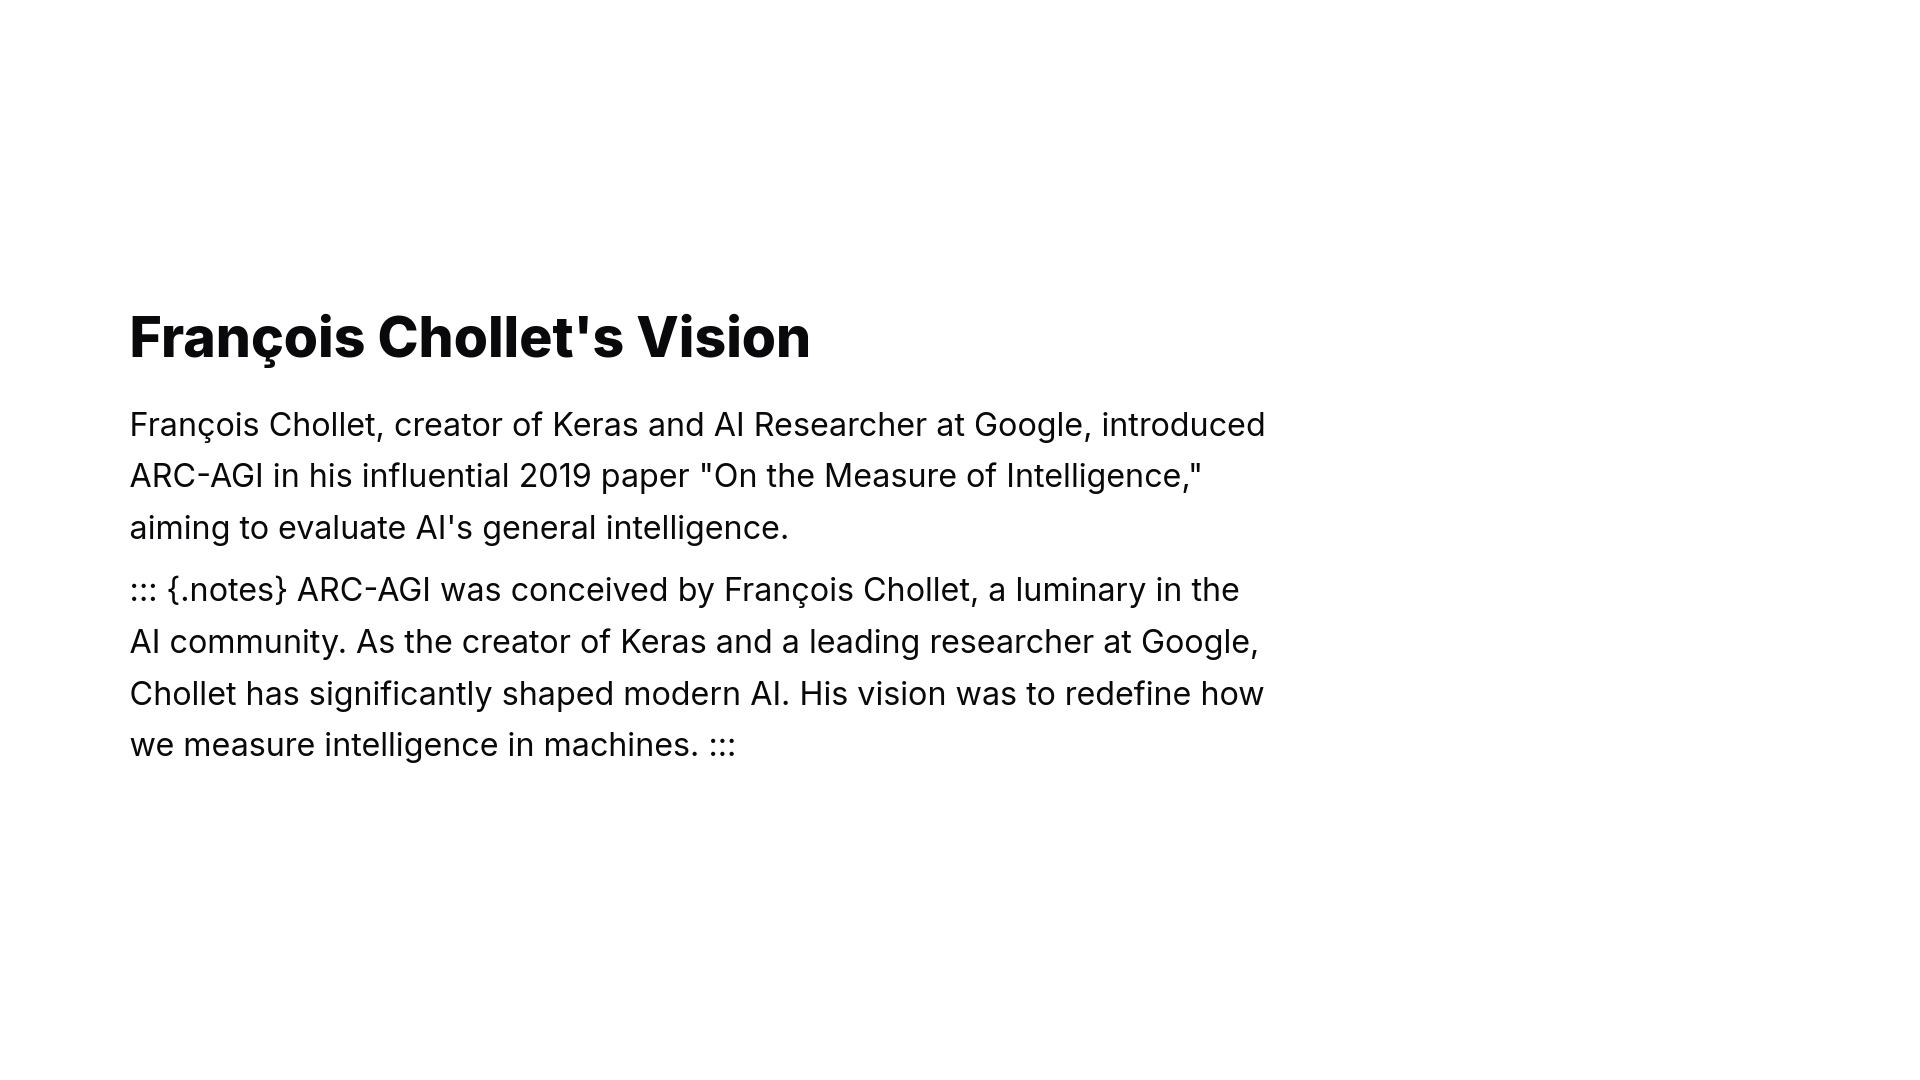 François Chollet's Vision
François Chollet, creator of Keras and AI Researcher at Google, introduced
ARC-AGI in his influential 2019 paper "On the Measure of Intelligence,"
aiming to evaluate AI's general intelligence.
::: {.notes} ARC-AGI was conceived by François Chollet, a luminary in the
AI community. As the creator of Keras and a leading researcher at Google,
Chollet has significantly shaped modern AI. His vision was to redefine how
we measure intelligence in machines. :::